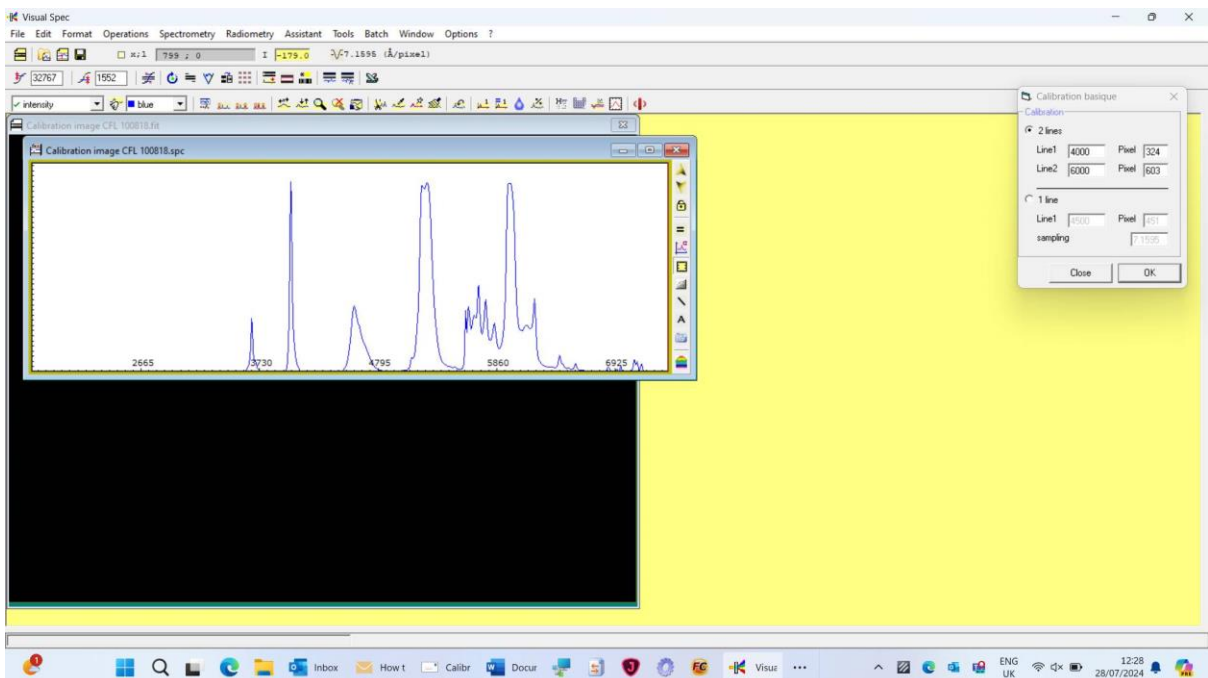 Visual Spec
File Edit Format Operations Spectrometry Radiometry Assistant Tools Batch Window Options ?
x;1 799 ; 0 I -179.0 7.1595 (Å/pixel)
32767 1552
intensity blue
Calibration image CFL 100818.fit
Calibration image CFL 100818.spc
A
2665 3730 4795 5860 6925
Calibration basique
Calibration
2 lines
Line1 4000 Pixel 324
Line2 6000 Pixel 603
1 line
Line1 4500 Pixel 451
sampling 7.1595
Close OK
Inbox How t Calibr Docur Visua ENG 12:28
UK 28/07/2024